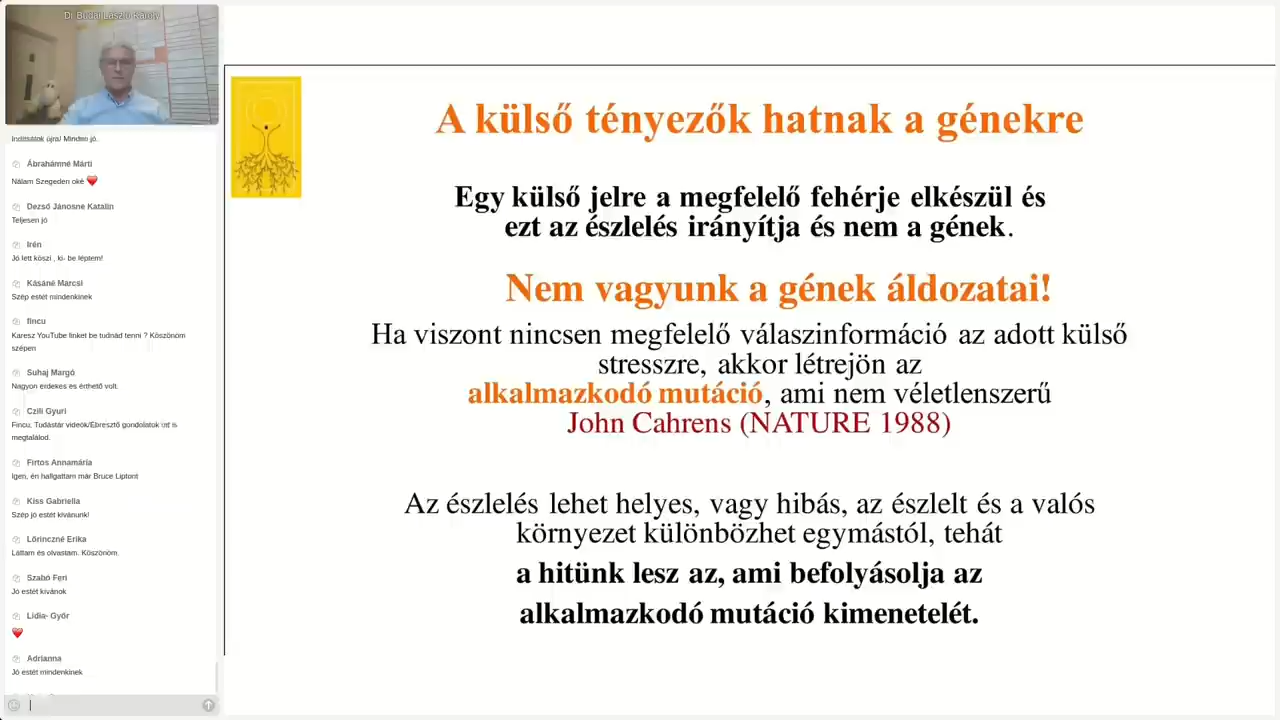 Dr Budai László Károly
Indítsátok újra! Minden jó.
Ábrahámné Márti
Nálam Szegeden oké
Dezső Jánosne Katalin
Teljesen jó
Irén
Jó lett köszi , ki- be léptem!
Kásáné Marcsi
Szép estét mindenkinek
fincu
Karesz YouTube linket be tudnád tenni ? Köszönöm
szépen
Suhaj Margó
Nagyon érdekes és érthető volt.
Czili Gyuri
Fincu, Tudástár videók/Ébresztő gondolatok ott is
megtalálod.
Firtos Annamária
Igen, én hallgattam már Bruce Liptont
Kiss Gabriella
Szép jó estét kívánunk!
Lőrinczné Erika
Láttam és olvastam. Köszönöm.
Szabó Feri
Jó estét kívánok
Lídia- Győr
Adrianna
Jó estét mindenkinek
A külső tényezők hatnak a génekre
Egy külső jelre a megfelelő fehérje elkészül és
ezt az észlelés irányítja és nem a gének.
Nem vagyunk a gének áldozatai!
Ha viszont nincsen megfelelő válaszinformáció az adott külső
stresszre, akkor létrejön az
alkalmazkodó mutáció, ami nem véletlenszerű
John Cahrens (NATURE 1988)
Az észlelés lehet helyes, vagy hibás, az észlelt és a valós
környezet különbözhet egymástól, tehát
a hitünk lesz az, ami befolyásolja az
alkalmazkodó mutáció kimenetelét.